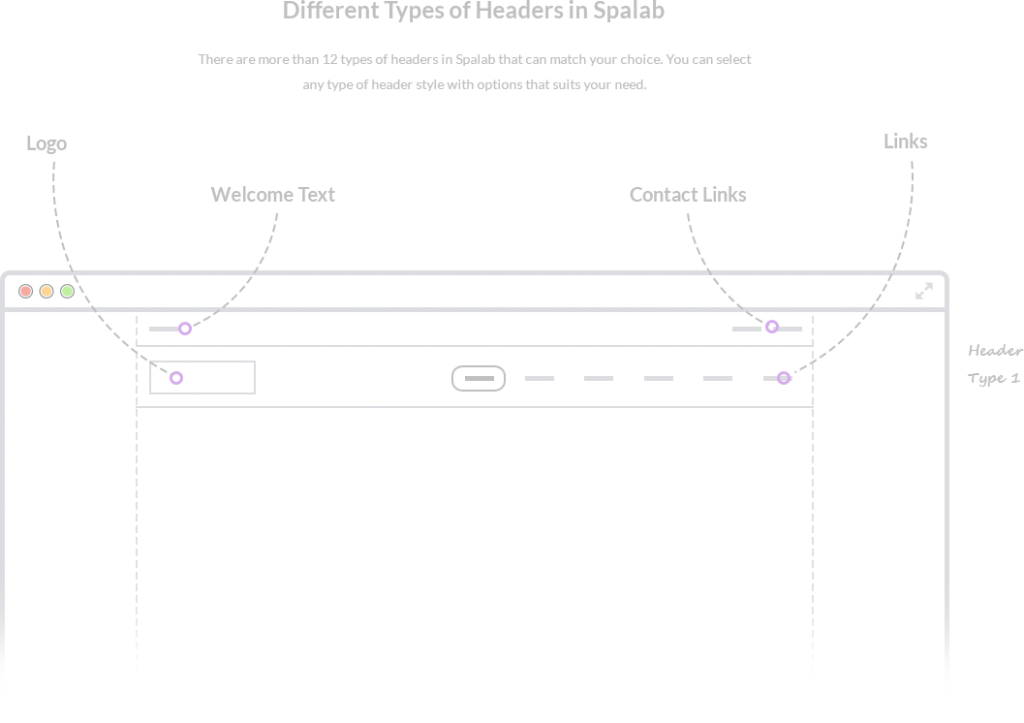 Different Types of Headers in Spalab
There are more than 12 types of headers in Spalab that can match your choice. You can select
any type of header style with options that suits your need.
Logo
Links
Welcome Text
Contact Links
Header
Type 1